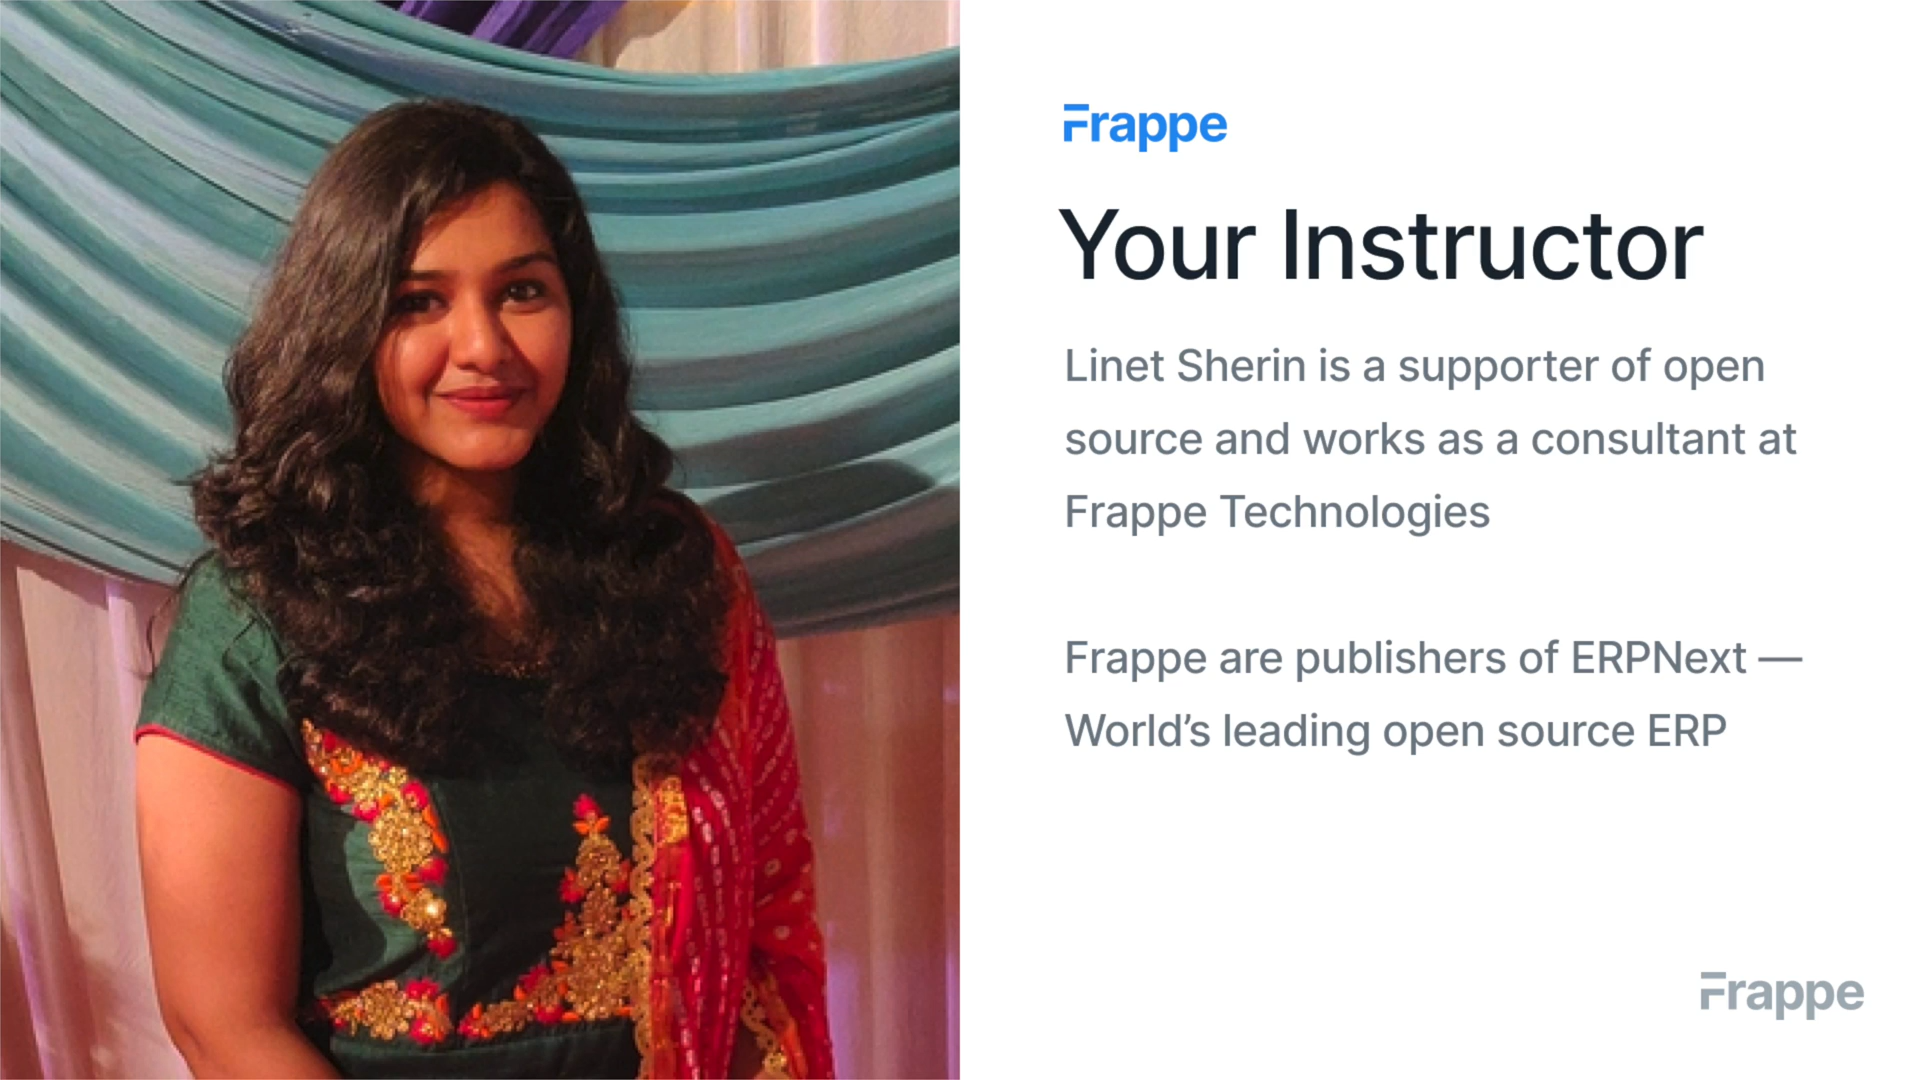 Frappe
Your Instructor
Linet Sherin is a supporter of open
source and works as a consultant at
Frappe Technologies
Frappe are publishers of ERPNext —
World’s leading open source ERP
Frappe